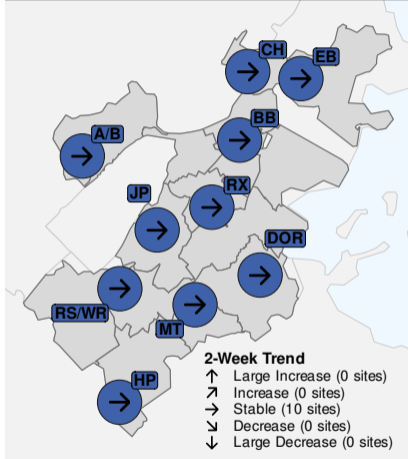 CH
EB
BB
A/B
JP
RX
DOR
RS/WR
MT
HP
2-Week Trend
↑ Large Increase (0 sites)
↗ Increase (0 sites)
→ Stable (10 sites)
↘ Decrease (0 sites)
↓ Large Decrease (0 sites)